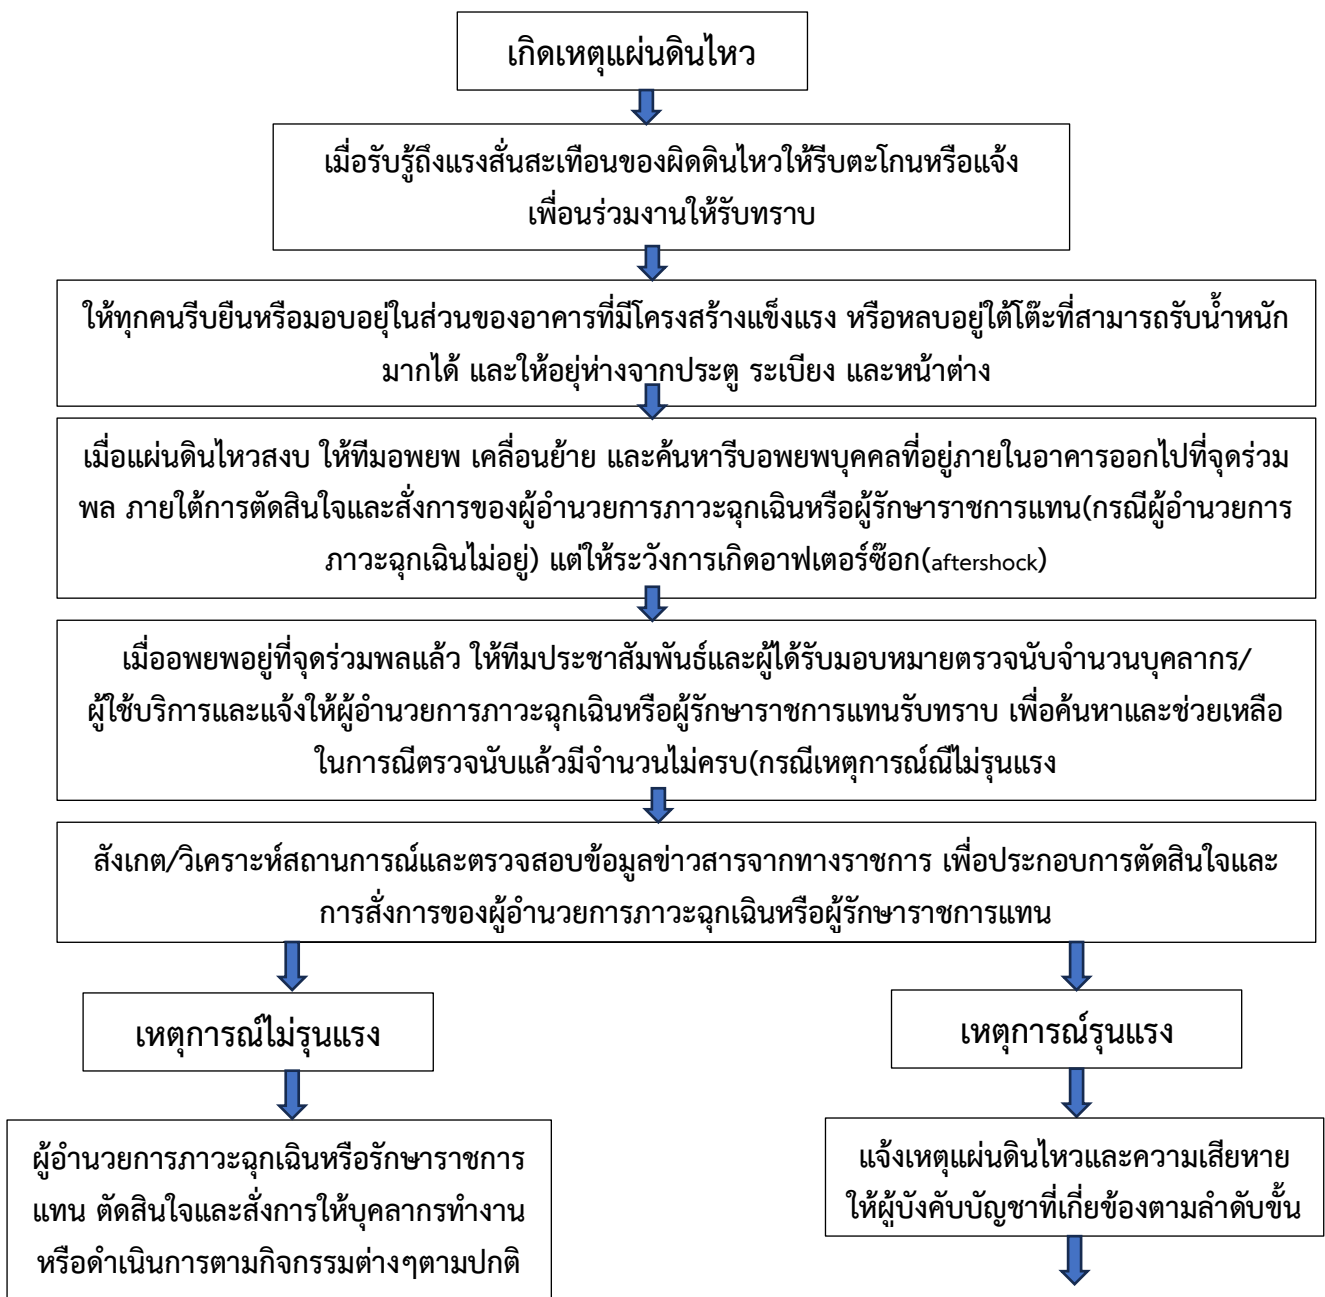 เกิดเหตุแผ่นดินไหว
เมื่อรับรู้ถึงแรงสั่นสะเทือนของผิดดินไหวให้รีบตะโกนหรือแจ้ง
เพื่อนร่วมงานให้รับทราบ
ให้ทุกคนรีบยืนหรือมอบอยู่ในส่วนของอาคารที่มีโครงสร้างแข็งแรง หรือหลบอยู่ใต้โต๊ะที่สามารถรับน้ำหนัก
มากได้ และให้อยุ่ห่างจากประตู ระเบียง และหน้าต่าง
เมื่อแผ่นดินไหวสงบ ให้ทีมอพยพ เคลื่อนย้าย และค้นหารีบอพยพบุคคลที่อยู่ภายในอาคารออกไปที่จุดร่วม
พล ภายใต้การตัดสินใจและสั่งการของผู้อำนวยการภาวะฉุกเฉินหรือผู้รักษาราชการแทน(กรณีผู้อำนวยการ
ภาวะฉุกเฉินไม่อยู่) แต่ให้ระวังการเกิดอาฟเตอร์ซ๊อก(aftershock)
เมื่ออพยพอยู่ที่จุดร่วมพลแล้ว ให้ทีมประชาสัมพันธ์และผู้ได้รับมอบหมายตรวจนับจำนวนบุคลากร/
ผู้ใช้บริการและแจ้งให้ผู้อำนวยการภาวะฉุกเฉินหรือผู้รักษาราชการแทนรับทราบ เพื่อค้นหาและช่วยเหลือ
ในการณีตรวจนับแล้วมีจำนวนไม่ครบ(กรณีเหตุการณ์ณีไม่รุนแรง
สังเกต/วิเคราะห์สถานการณ์และตรวจสอบข้อมูลข่าวสารจากทางราชการ เพื่อประกอบการตัดสินใจและ
การสั่งการของผู้อำนวยการภาวะฉุกเฉินหรือผู้รักษาราชการแทน
เหตุการณ์ไม่รุนแรง
เหตุการณ์รุนแรง
ผู้อำนวยการภาวะฉุกเฉินหรือรักษาราชการ
แทน ตัดสินใจและสั่งการให้บุคลากรทำงาน
หรือดำเนินการตามกิจกรรมต่างๆตามปกติ
แจ้งเหตุแผ่นดินไหวและความเสียหาย
ให้ผู้บังคับบัญชาที่เกี่ยข้องตามลำดับขั้น